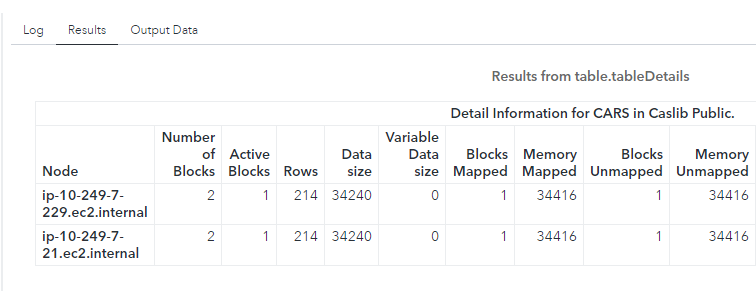 Log Results Output Data
Results from table.tableDetails
Detail Information for CARS in Caslib Public.
Node Number of Blocks Active Blocks Rows Data size Variable Data size Blocks Mapped Memory Mapped Blocks Unmapped Memory Unmapped
ip-10-249-7-229.ec2.internal 2 1 214 34240 0 1 34416 1 34416
ip-10-249-7-21.ec2.internal 2 1 214 34240 0 1 34416 1 34416